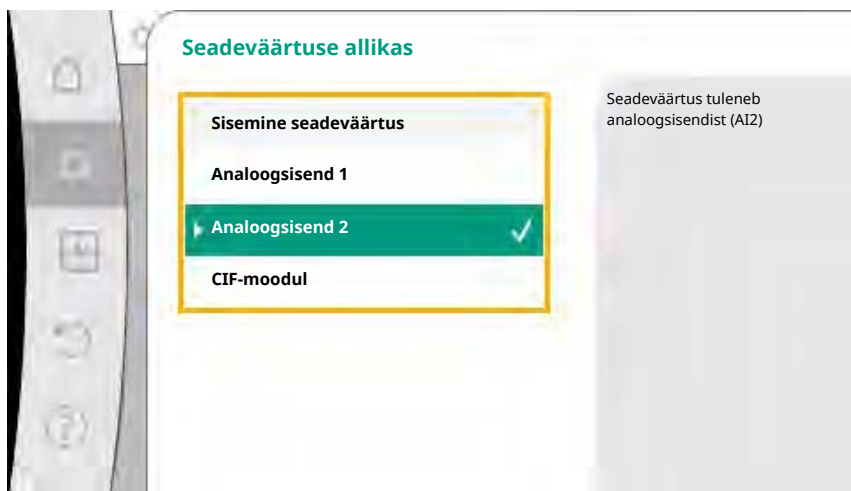 Seadeväärtuse allikas
Sisemine seadeväärtus
Analoogsisend 1
Analoogsisend 2
CIF-moodul
Seadeväärtus tuleneb
analoogsisendist (AI2)